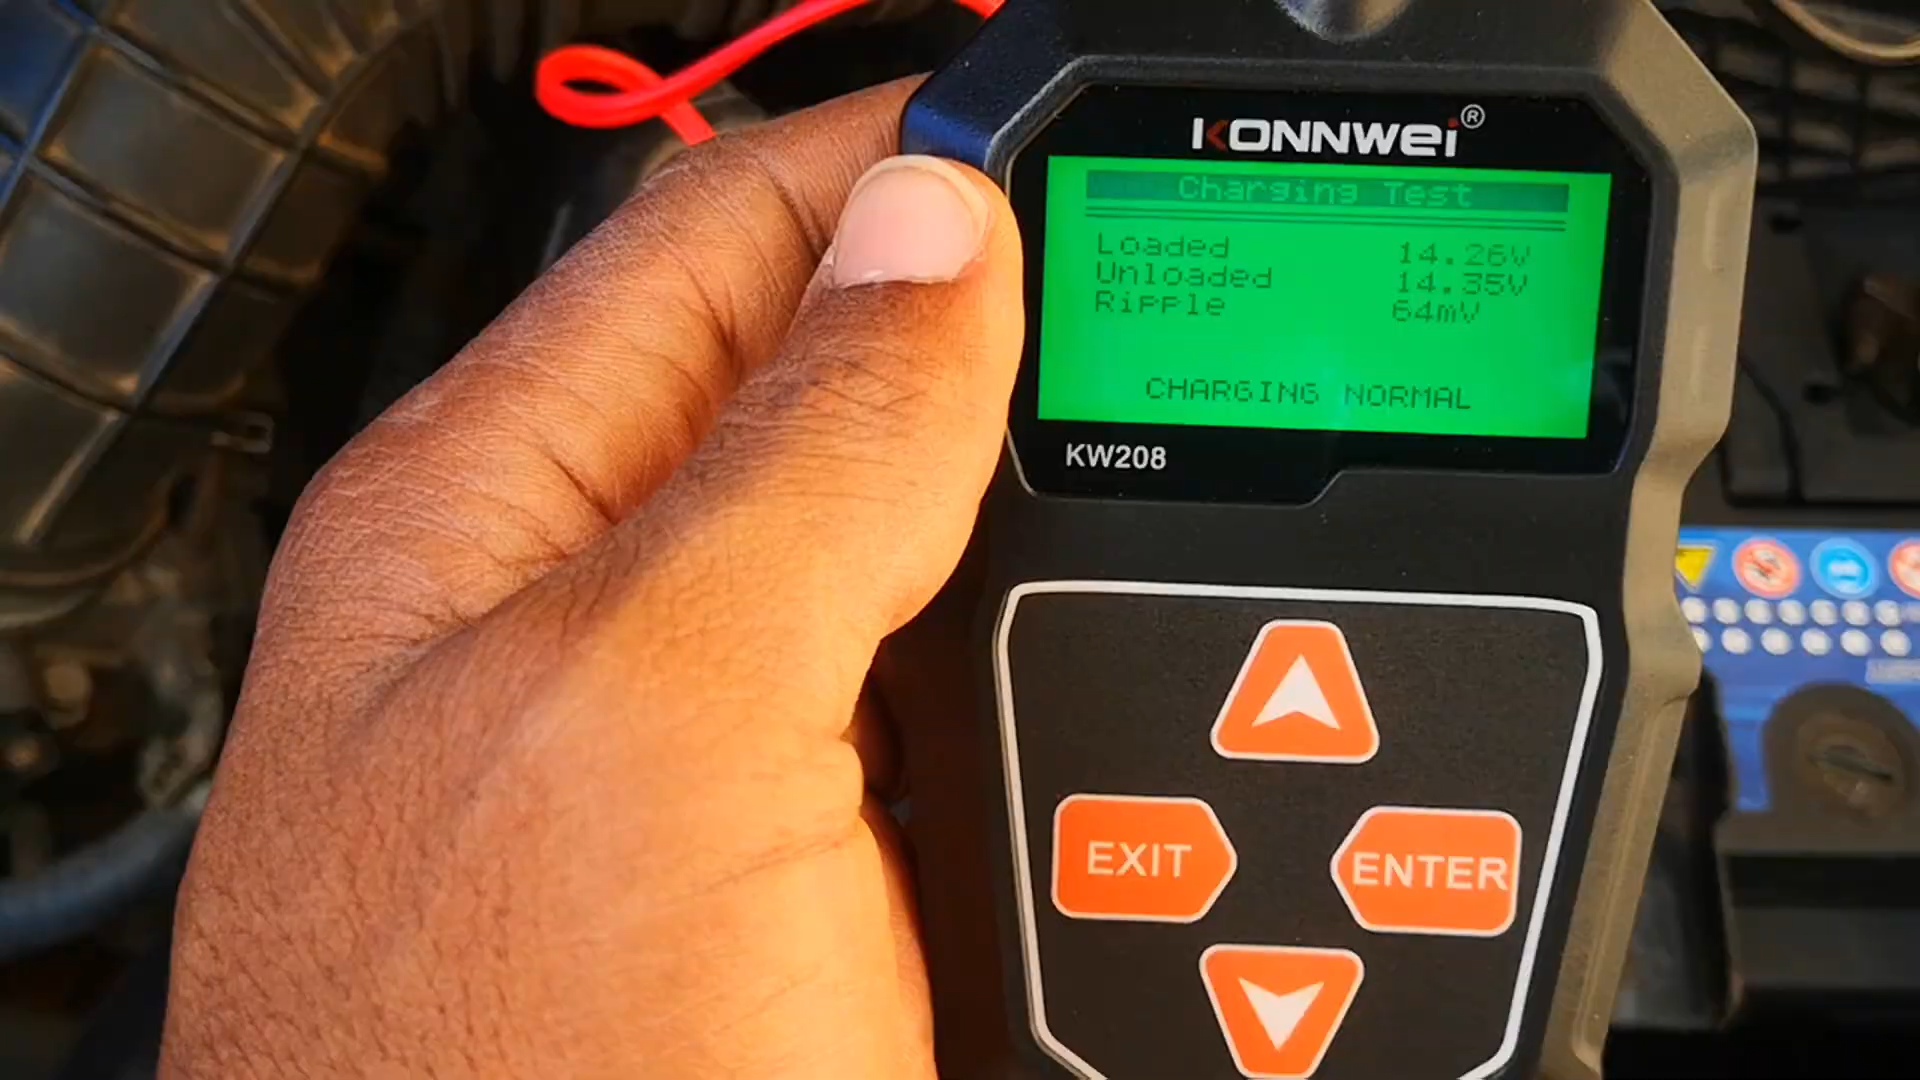 KONNWEI®
Charging Test
Loaded 14.26V
Unloaded 14.35V
Ripple 64mV
CHARGING NORMAL
KW208
EXIT
ENTER